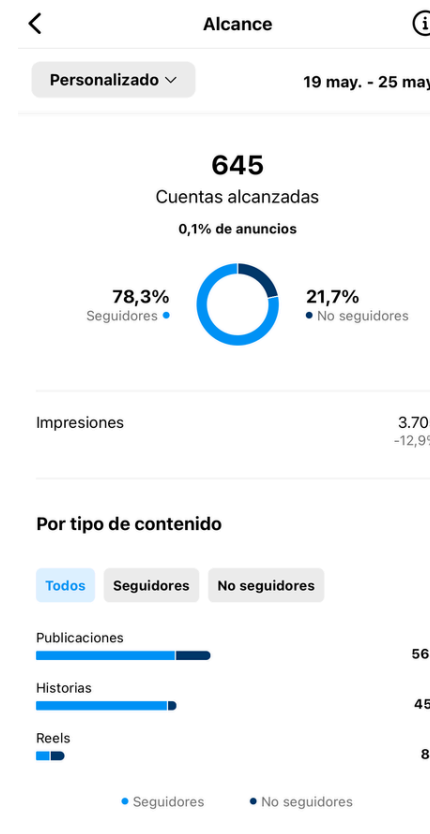 Alcance
Personalizado
19 may. - 25 may
645
Cuentas alcanzadas
0,1% de anuncios
78,3%
Seguidores
21,7%
No seguidores
Impresiones
3.70
-12,9%
Por tipo de contenido
Todos Seguidores No seguidores
Publicaciones
56
Historias
45
Reels
8
Seguidores No seguidores